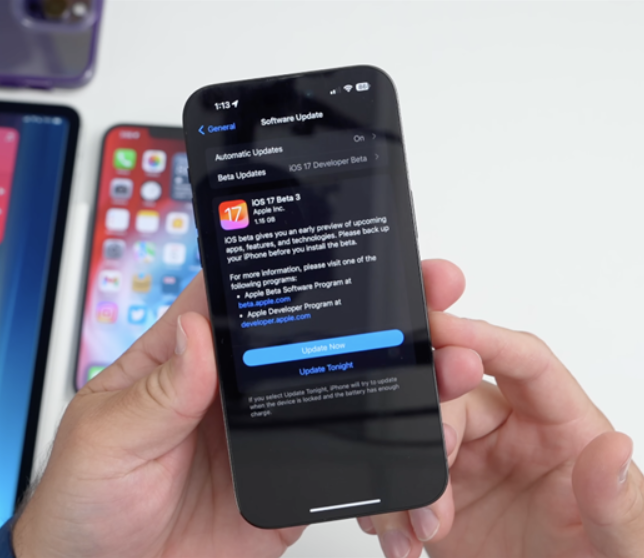 1:13
General
Software Update
Automatic Updates On
Beta Updates iOS 17 Developer Beta
17
iOS 17 Beta 3
Apple Inc.
1.15 GB
iOS beta gives you an early preview of upcoming
apps, features, and technologies. Please back up
your iPhone before you install the beta.
For more information, please visit one of the
following programs:
• Apple Beta Software Program at
beta.apple.com
• Apple Developer Program at
developer.apple.com
Update Now
Update Tonight
If you select Update Tonight, iPhone will try to update
when the device is locked and the battery has enough
charge.